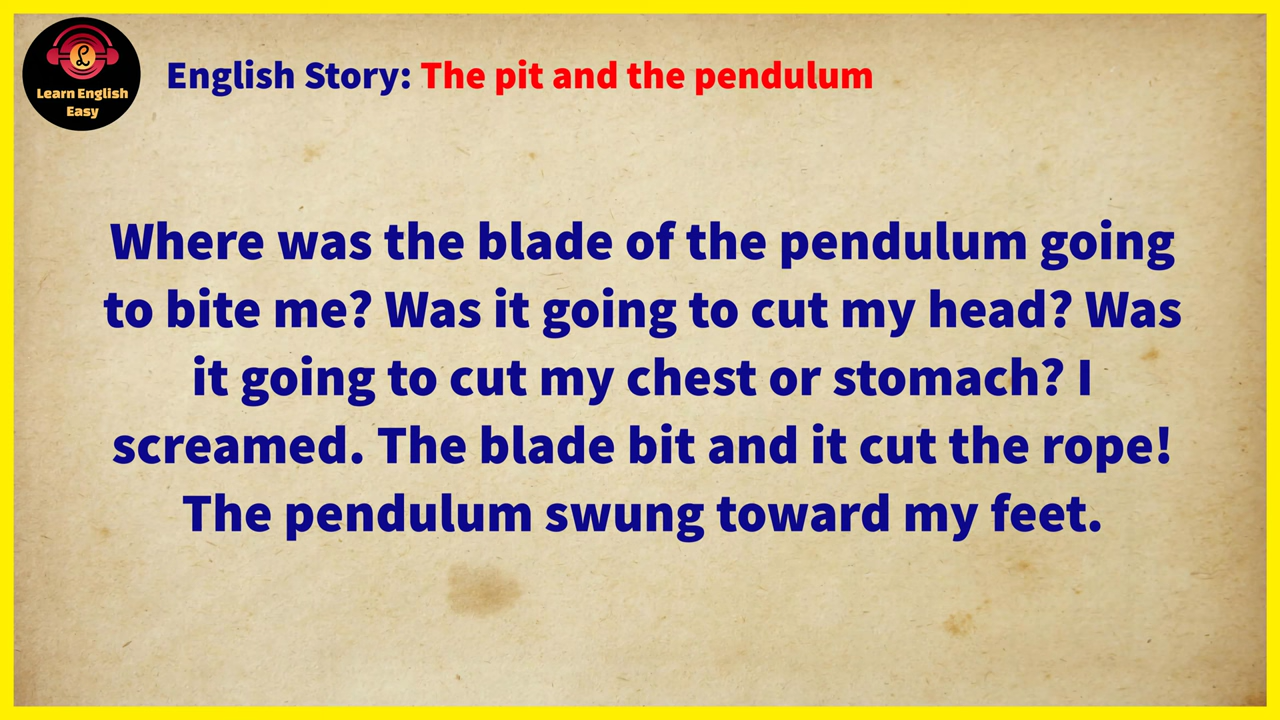 Learn English
Easy
English Story: The pit and the pendulum
Where was the blade of the pendulum going
to bite me? Was it going to cut my head? Was
it going to cut my chest or stomach? I
screamed. The blade bit and it cut the rope!
The pendulum swung toward my feet.